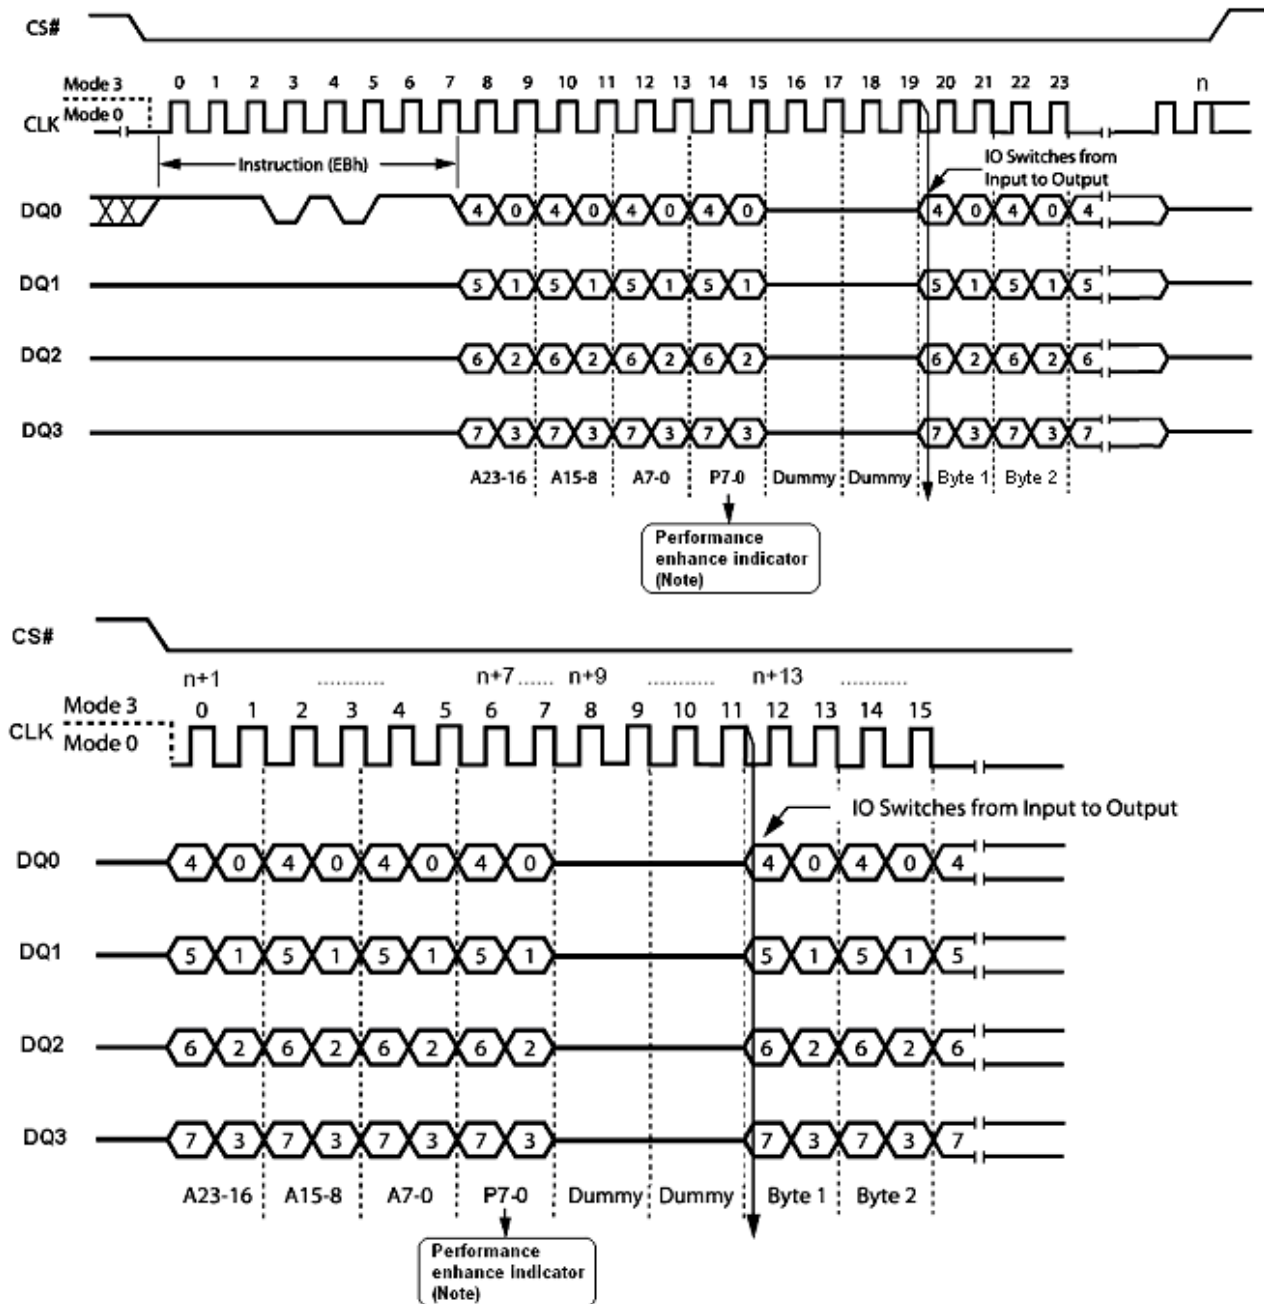 CS#
Mode 3 0 1 2 3 4 5 6 7 8 9 10 11 12 13 14 15 16 17 18 19 20 21 22 23 n
Mode 0
CLK
Instruction (EBh)
IO Switches from
Input to Output
DQ0 4 0 4 0 4 0 4 0 4 0 4 0 4
DQ1 5 1 5 1 5 1 5 1 5 1 5 1 5
DQ2 6 2 6 2 6 2 6 2 6 2 6 2 6
DQ3 7 3 7 3 7 3 7 3 7 3 7 3 7
A23-16 A15-8 A7-0 P7-0 Dummy Dummy Byte 1 Byte 2
Performance
enhance indicator
(Note)
CS#
n+1 ........... n+7 ...... n+9 ........... n+13 ...........
Mode 3 0 1 2 3 4 5 6 7 8 9 10 11 12 13 14 15
CLK
Mode 0
IO Switches from Input to Output
DQ0 4 0 4 0 4 0 4 0 4 0 4 0 4
DQ1 5 1 5 1 5 1 5 1 5 1 5 1 5
DQ2 6 2 6 2 6 2 6 2 6 2 6 2 6
DQ3 7 3 7 3 7 3 7 3 7 3 7 3 7
A23-16 A15-8 A7-0 P7-0 Dummy Dummy Byte 1 Byte 2
Performance
enhance indicator
(Note)